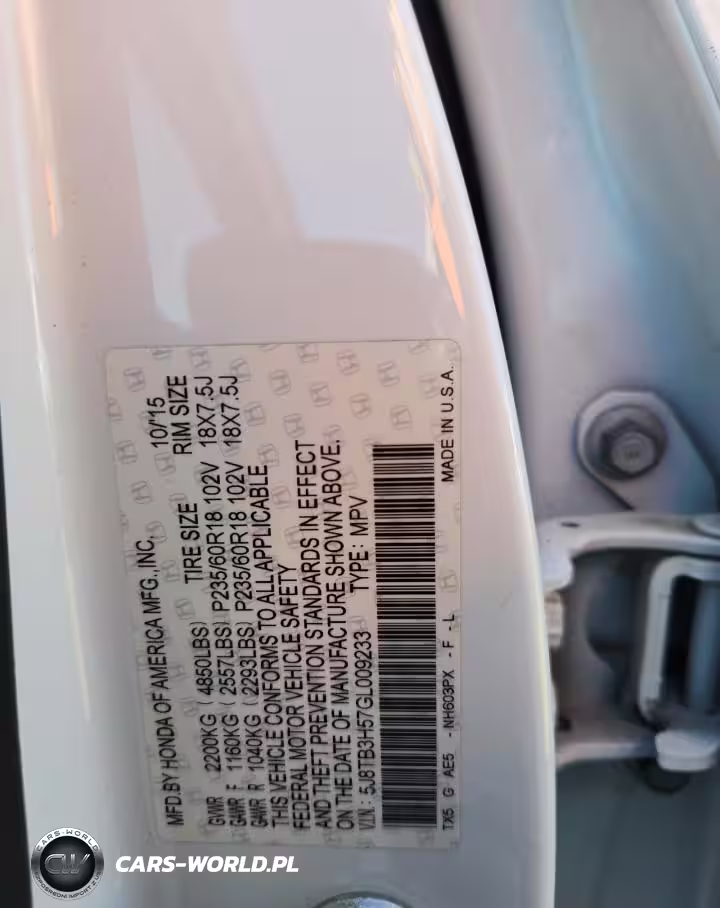 MFD.BY HONDA OF AMERICA MFG.,INC. 10/'15
TIRE SIZE RIM SIZE
GVWR 2200KG ( 4850LBS)
GAWR F 1160KG ( 2557LBS) P235/60R18 102V 18X7.5J
GAWR R 1040KG ( 2293LBS) P235/60R18 102V 18X7.5J
THIS VEHICLE CONFORMS TO ALL APPLICABLE
FEDERAL MOTOR VEHICLE SAFETY
AND THEFT PREVENTION STANDARDS IN EFFECT
ON THE DATE OF MANUFACTURE SHOWN ABOVE.
V.I.N. : 5J8TB3H57GL009233 TYPE : MPV
TX5 G AE5 - NH603PX - F - L MADE IN U.S.A.
CARS-WORLD
CW
CARS-WORLD.PL